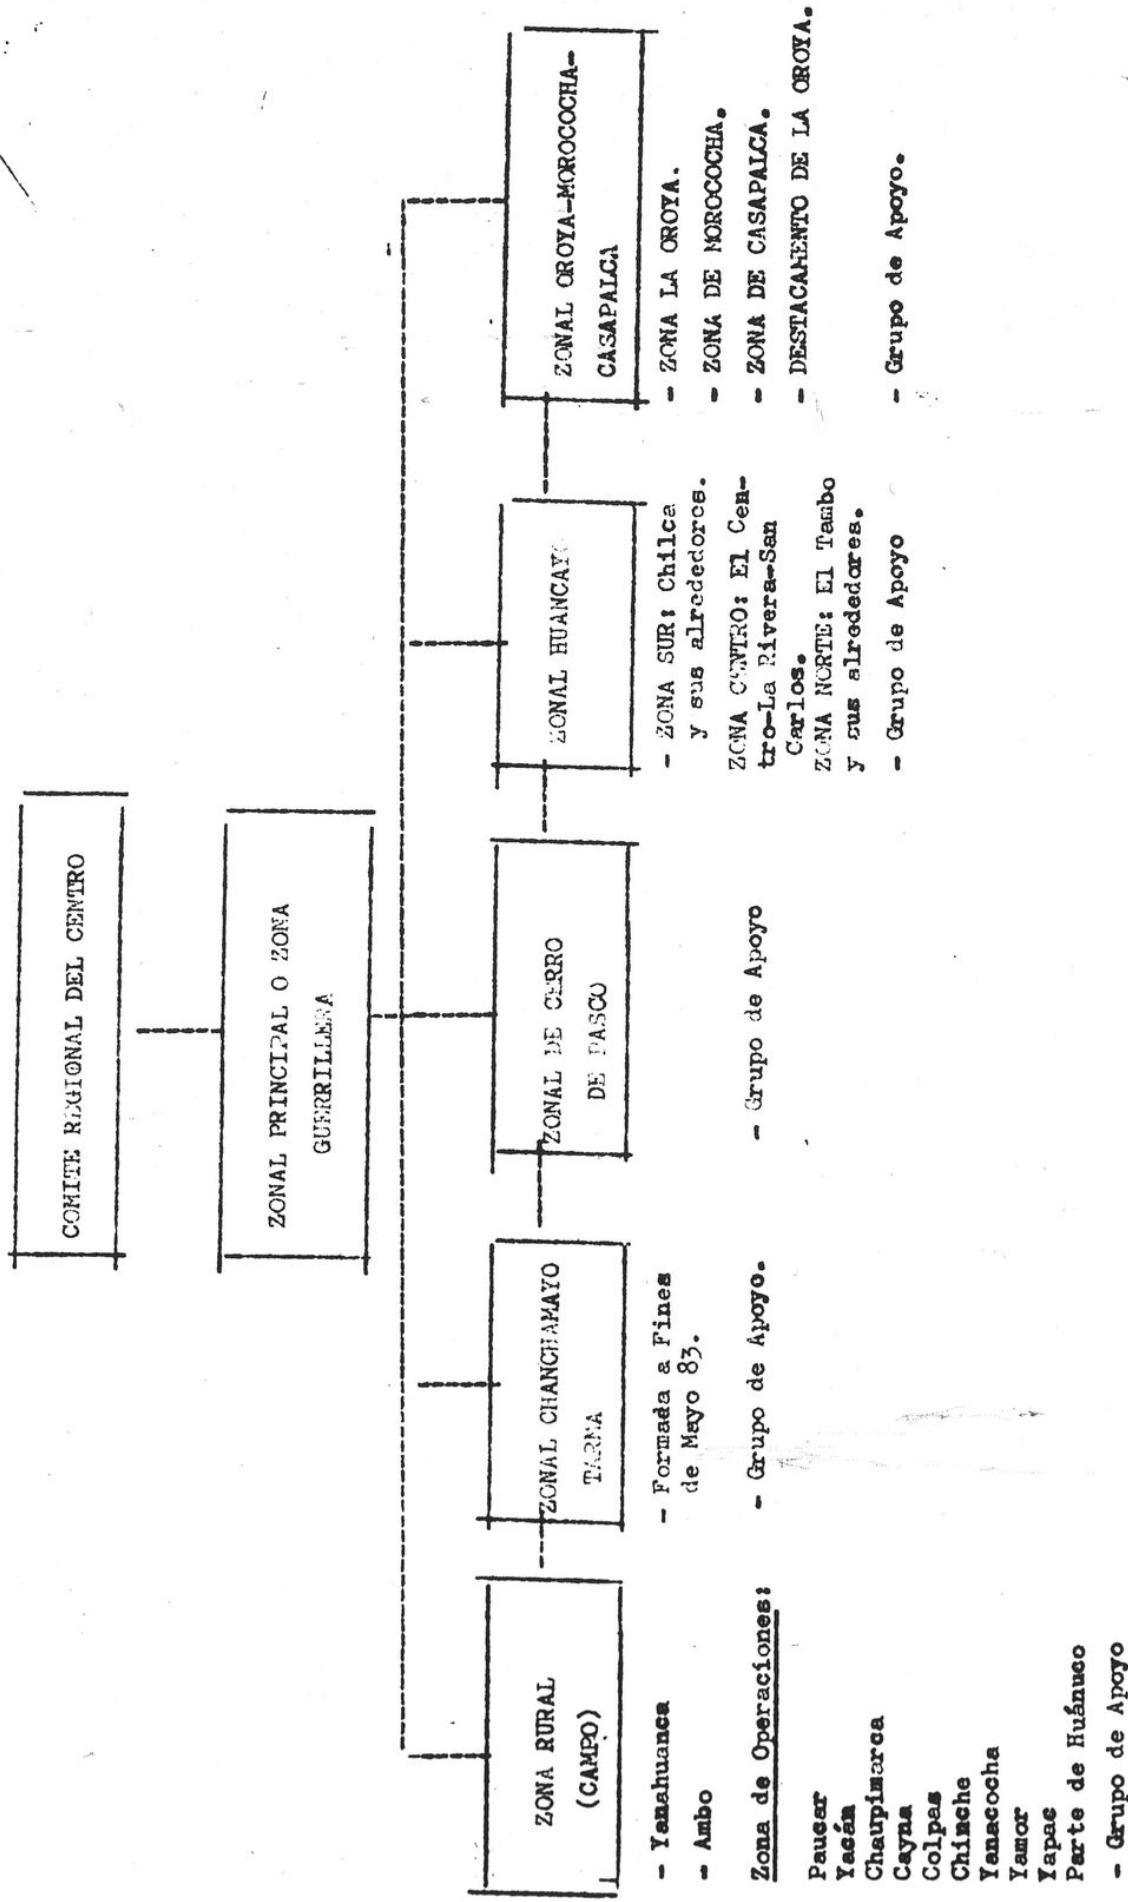 COMITE REGIONAL DEL CENTRO
ZONAL PRINCIPAL O ZONA
GUERRILLERA
ZONA RURAL
(CAMPO)
- Yanahuanca
- Ambo
Zona de Operaciones:
Paucar
Yacán
Chaupimarca
Cayna
Colpas
Chinche
Yanacocha
Yamor
Yapac
Parte de Huánuco
- Grupo de Apoyo
ZONAL CHANCHAMAYO
TARMA
- Formada a Fines
de Mayo 83.
- Grupo de Apoyo.
ZONAL DE CERRO
DE PASCO
- Grupo de Apoyo
ZONAL HUANCAYO
- ZONA SUR: Chilca
y sus alrededores.
ZONA CENTRO: El Cen-
tro-La Rivera-San
Carlos.
ZONA NORTE: El Tambo
y sus alrededores.
- Grupo de Apoyo
ZONAL OROYA-MOROCOCHA-
CASAPALCA
- ZONA LA OROYA.
- ZONA DE MOROCOCHA.
- ZONA DE CASAPALCA.
- DESTACAMENTO DE LA OROYA.
- Grupo de Apoyo.